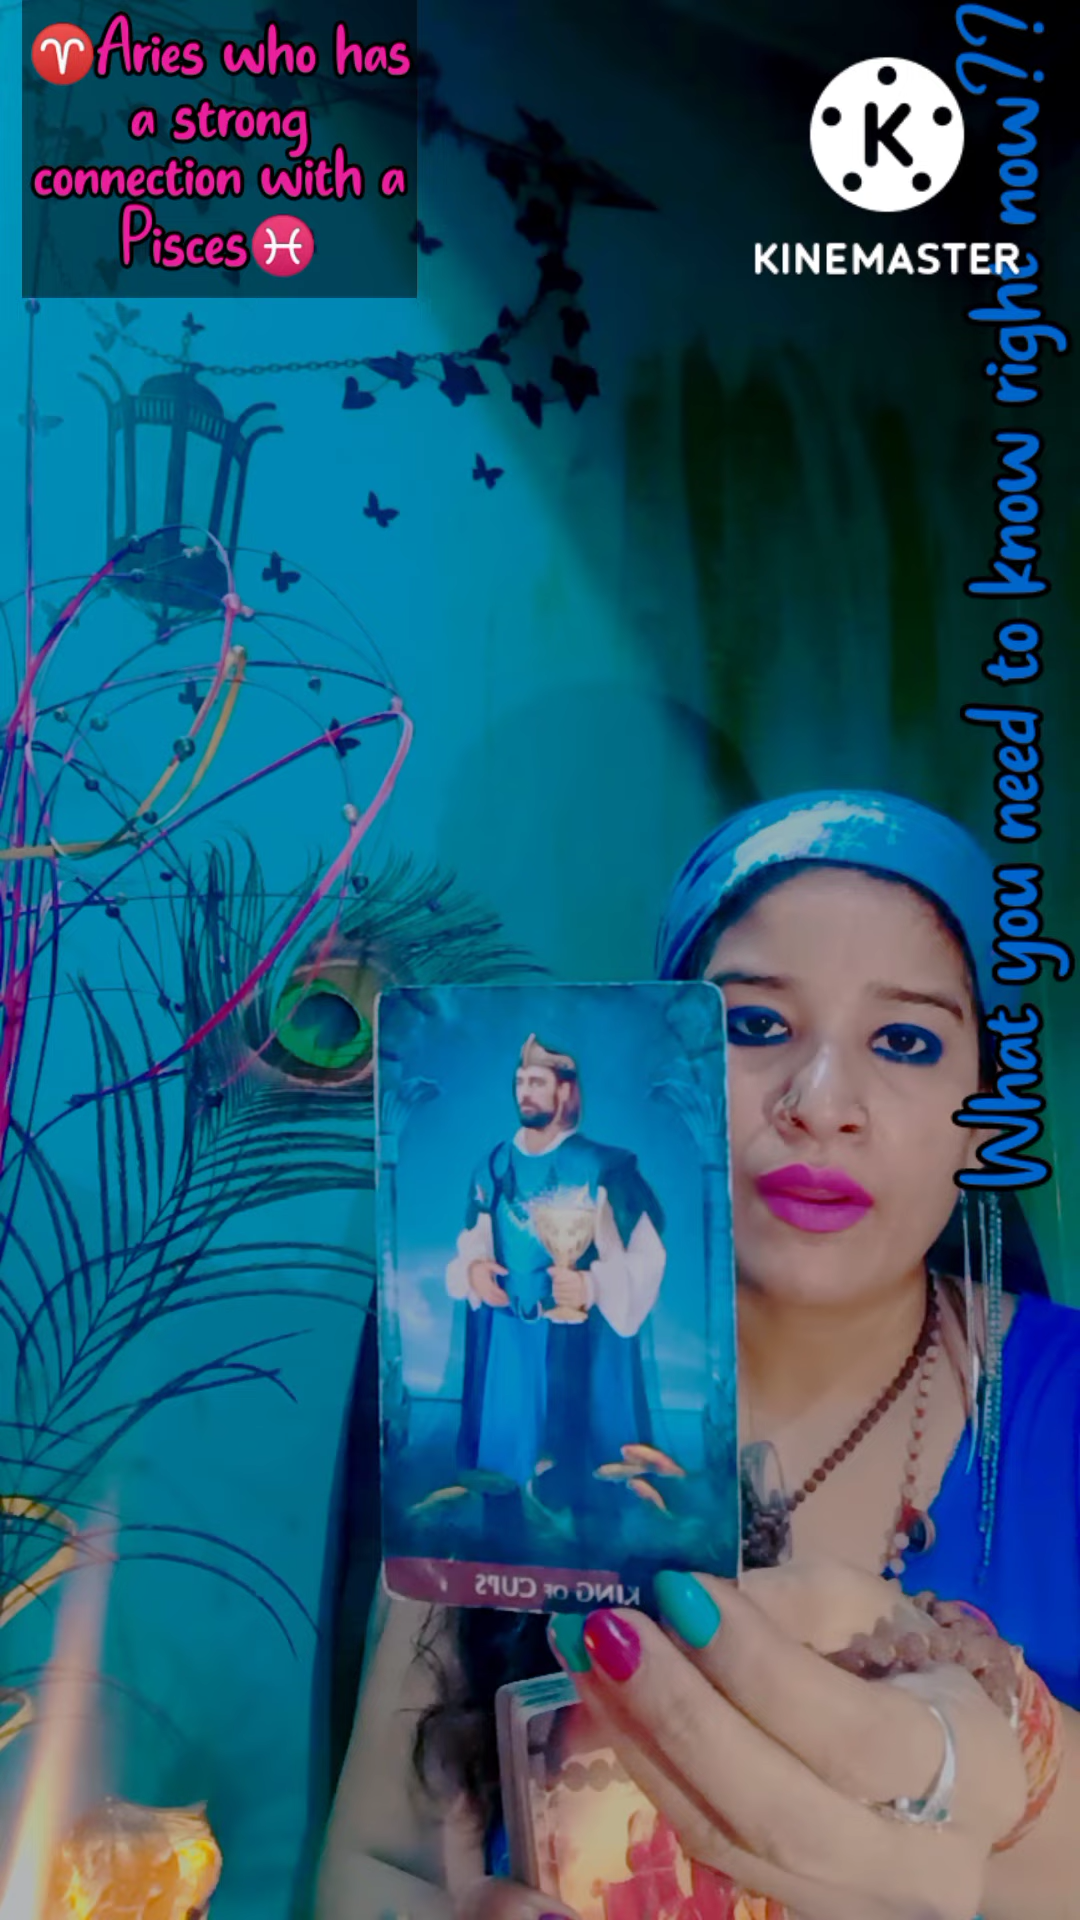 ♈Aries who has
a strong
connection with a
Pisces♓
K
KINEMASTER
What you need to know right now??
KING OF CUPS